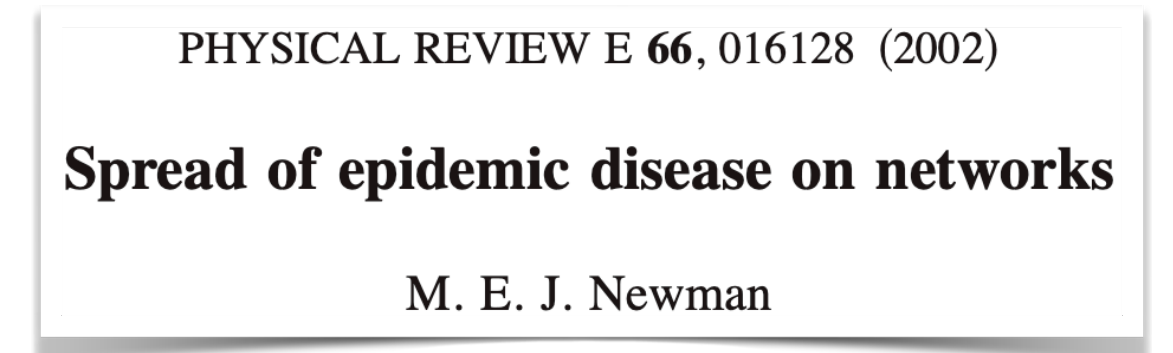 PHYSICAL REVIEW E 66, 016128 (2002)
Spread of epidemic disease on networks
M. E. J. Newman